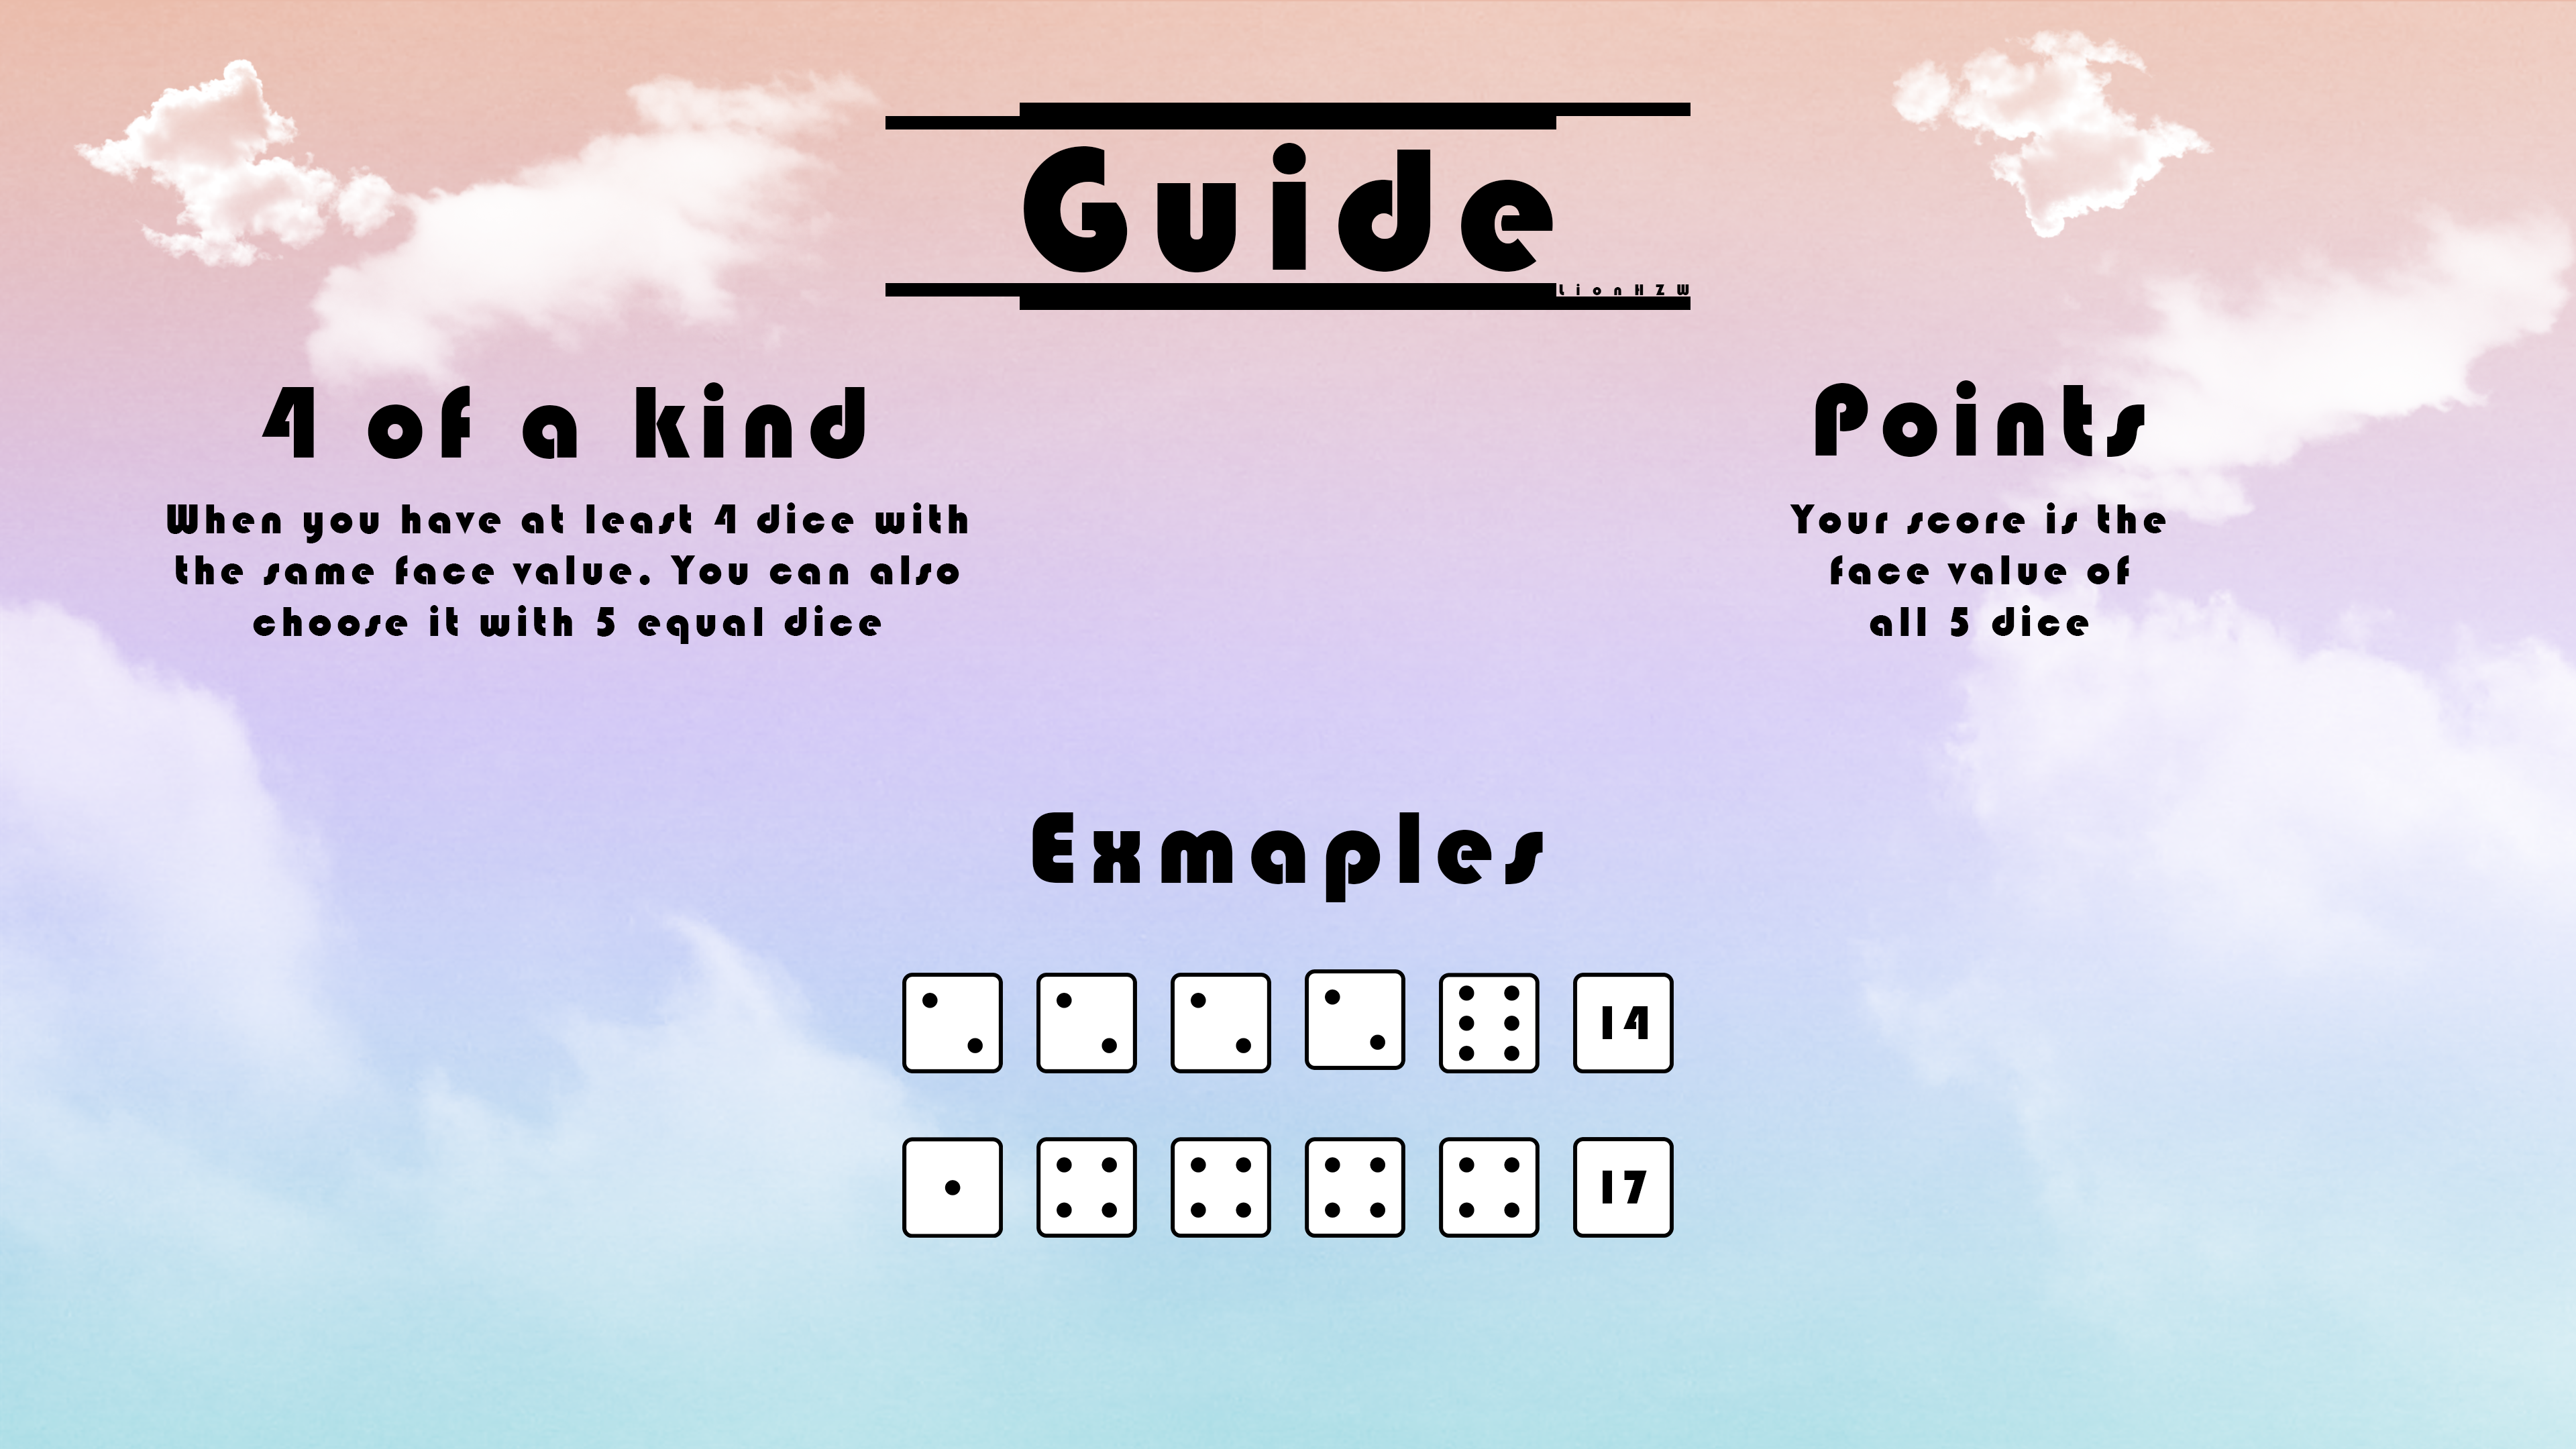 Guide
LionHZW
4 of a kind
When you have at least 4 dice with
the same face value. You can also
choose it with 5 equal dice
Points
Your score is the
face value of
all 5 dice
Exmaples
14
17